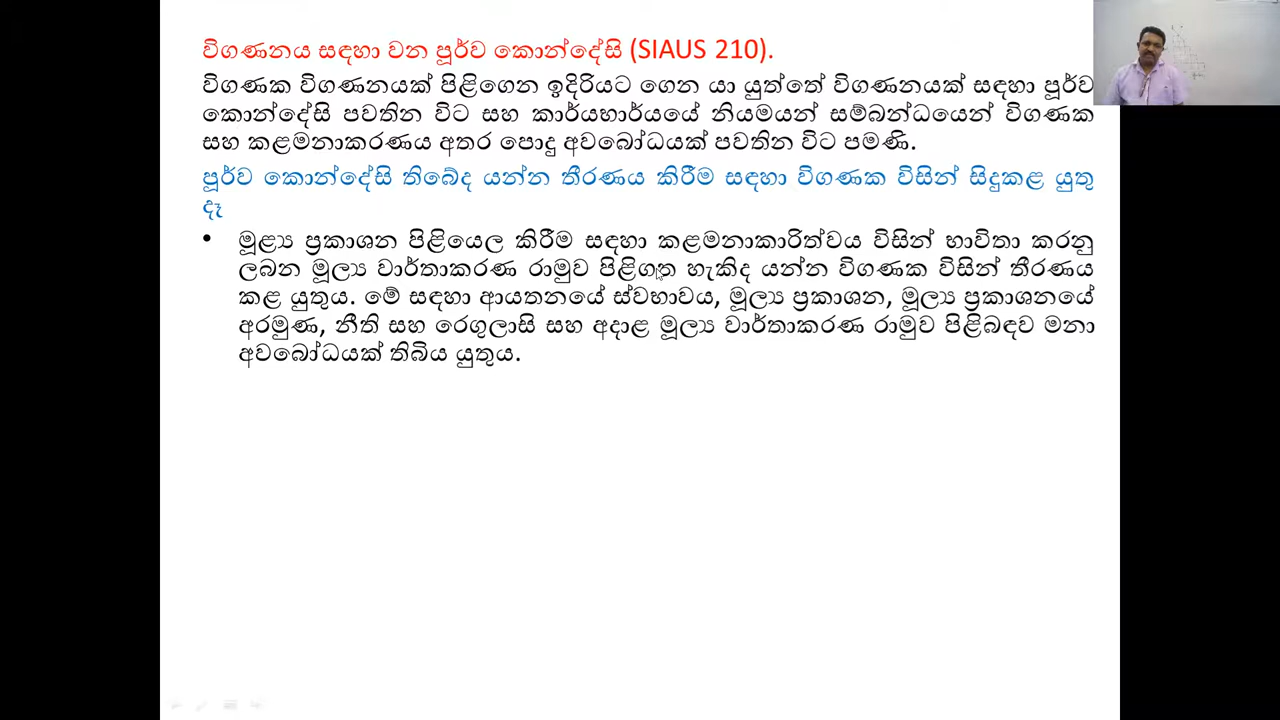 විගණනය සඳහා වන පූර්ව කොන්දේසි (SIAUS 210).
විගණක විගණනයක් පිළිගෙන ඉදිරියට ගෙන යා යුත්තේ විගණනයක් සඳහා පූර්ව
කොන්දේසි පවතින විට සහ කාර්යභාර්යයේ නියමයන් සම්බන්ධයෙන් විගණක
සහ කළමනාකරණය අතර පොදු අවබෝධයක් පවතින විට පමණි.
පූර්ව කොන්දේසි තිබේද යන්න තීරණය කිරීම සඳහා විගණක විසින් සිදුකළ යුතු
දෑ
• මූල්‍ය ප්‍රකාශන පිළියෙල කිරීම සඳහා කළමනාකාරිත්වය විසින් භාවිතා කරනු
ලබන මූල්‍ය වාර්තාකරණ රාමුව පිළිගත හැකිද යන්න විගණක විසින් තීරණය
කළ යුතුය. මේ සඳහා ආයතනයේ ස්වභාවය, මූල්‍ය ප්‍රකාශන, මූල්‍ය ප්‍රකාශනයේ
අරමුණ, නීති සහ රෙගුලාසි සහ අදාළ මූල්‍ය වාර්තාකරණ රාමුව පිළිබඳව මනා
අවබෝධයක් තිබිය යුතුය.